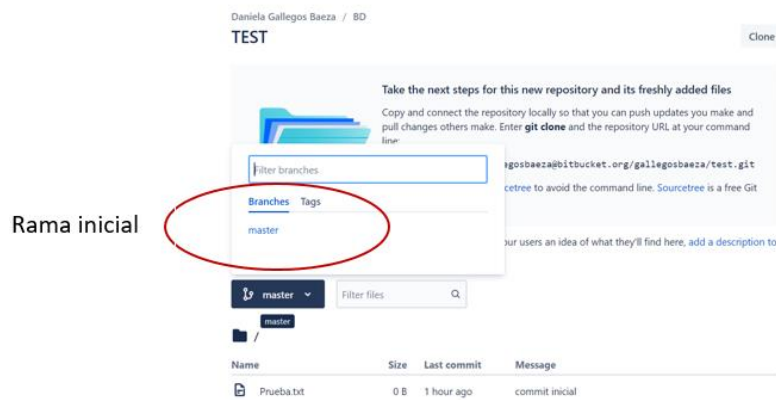 Daniela Gallegos Baeza / BD
TEST
Clone
Take the next steps for this new repository and its freshly added files
Copy and connect the repository locally so that you can push updates you make and
pull changes others make. Enter git clone and the repository URL at your command
line:
Filter branches
egosbaeza@bitbucket.org/gallegosbaeza/test.git
cetree to avoid the command line. Sourcetree is a free Git
Branches Tags
Rama inicial
master
our users an idea of what they'll find here, add a description to
master
Filter files
master
/
Name Size Last commit Message
Prueba.txt 0 B 1 hour ago commit inicial